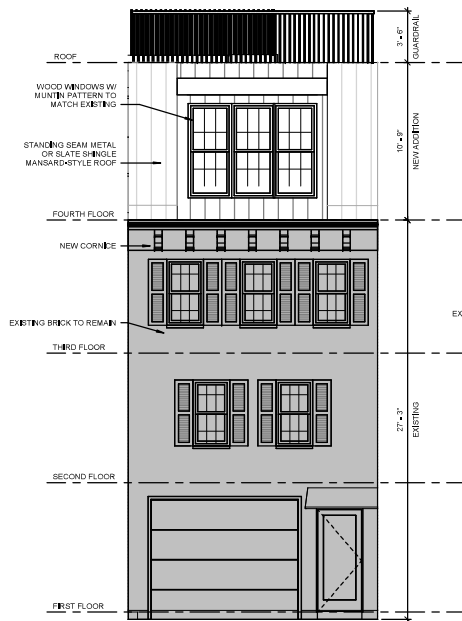 3'- 6"
GUARDRAIL
ROOF
WOOD WINDOWS W/
MUNTIN PATTERN TO
MATCH EXISTING
10'- 9"
NEW ADDITION
STANDING SEAM METAL
OR SLATE SHINGLE
MANSARD-STYLE ROOF
FOURTH FLOOR
NEW CORNICE
EX
EXISTING BRICK TO REMAIN
THIRD FLOOR
27'- 3"
EXISTING
SECOND FLOOR
FIRST FLOOR